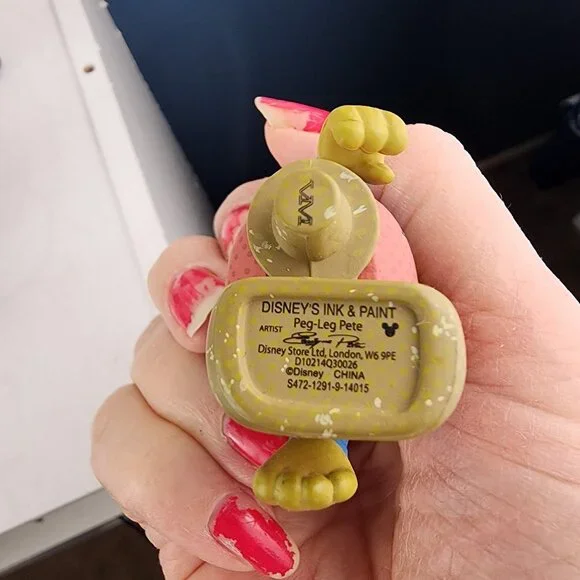 DISNEY'S INK & PAINT
Peg-Leg Pete
ARTIST
Disney Store Ltd, London, W6 9PE
D10214Q30026
©Disney CHINA
S472-1291-9-14015